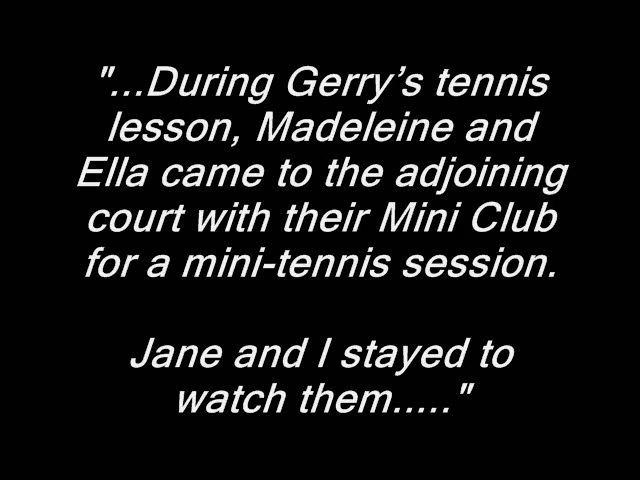 "...During Gerry’s tennis
lesson, Madeleine and
Ella came to the adjoining
court with their Mini Club
for a mini-tennis session.
Jane and I stayed to
watch them....."